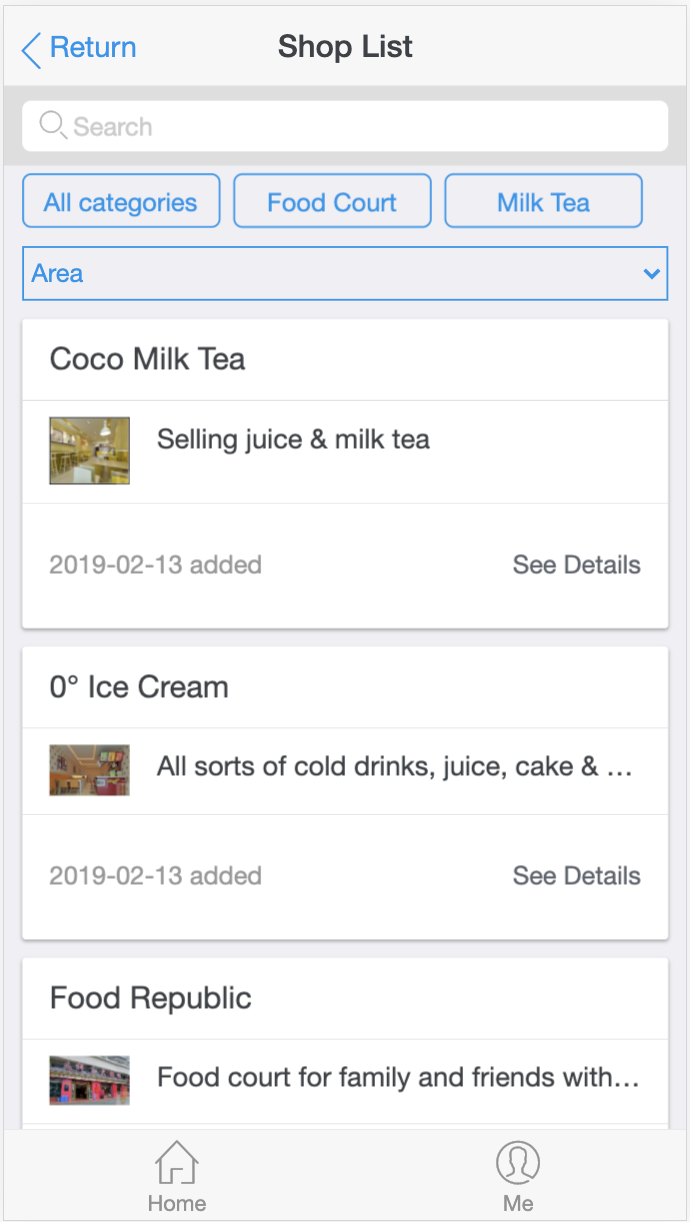 Return
Shop List
Search
All categories
Food Court
Milk Tea
Area
Coco Milk Tea
Selling juice & milk tea
2019-02-13 added
See Details
0° Ice Cream
All sorts of cold drinks, juice, cake & ...
2019-02-13 added
See Details
Food Republic
Food court for family and friends with...
Home
Me